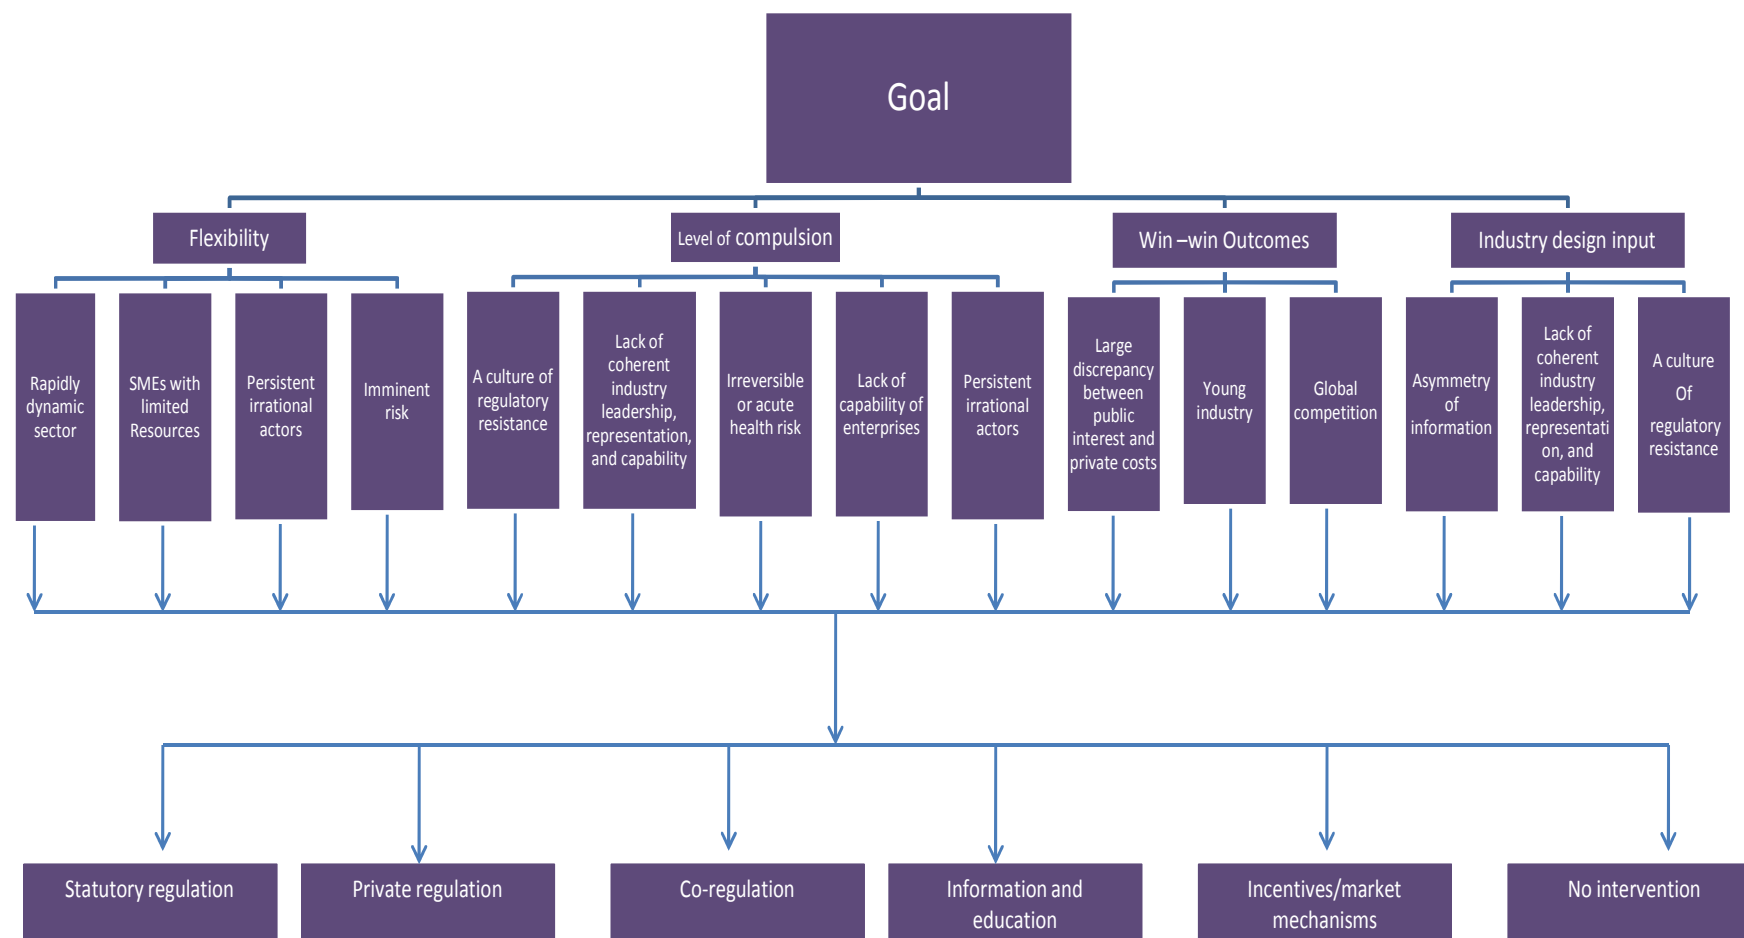 Goal
Flexibility
Level of compulsion
Win –win Outcomes
Industry design input
Rapidly
dynamic
sector
SMEs with
limited
Resources
Persistent
irrational
actors
Imminent
risk
A culture of
regulatory
resistance
Lack of
coherent
industry
leadership,
representation,
and capability
Irreversible
or acute
health risk
Lack of
capability of
enterprises
Persistent
irrational
actors
Large
discrepancy
between
public
interest and
private costs
Young
industry
Global
competition
Asymmetry
of
information
Lack of
coherent
industry
leadership,
representati
on, and
capability
A culture
Of
regulatory
resistance
Statutory regulation
Private regulation
Co-regulation
Information and
education
Incentives/market
mechanisms
No intervention